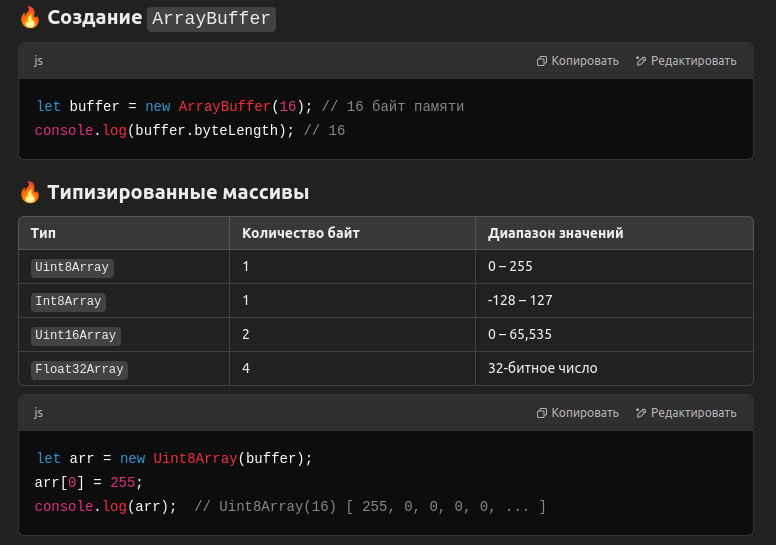 🔥 Создание ArrayBuffer
js Копировать Редактировать
let buffer = new ArrayBuffer(16); // 16 байт памяти
console.log(buffer.byteLength); // 16
🔥 Типизированные массивы
Тип Количество байт Диапазон значений
Uint8Array 1 0 – 255
Int8Array 1 -128 – 127
Uint16Array 2 0 – 65,535
Float32Array 4 32-битное число
js Копировать Редактировать
let arr = new Uint8Array(buffer);
arr[0] = 255;
console.log(arr);  // Uint8Array(16) [ 255, 0, 0, 0, 0, ... ]